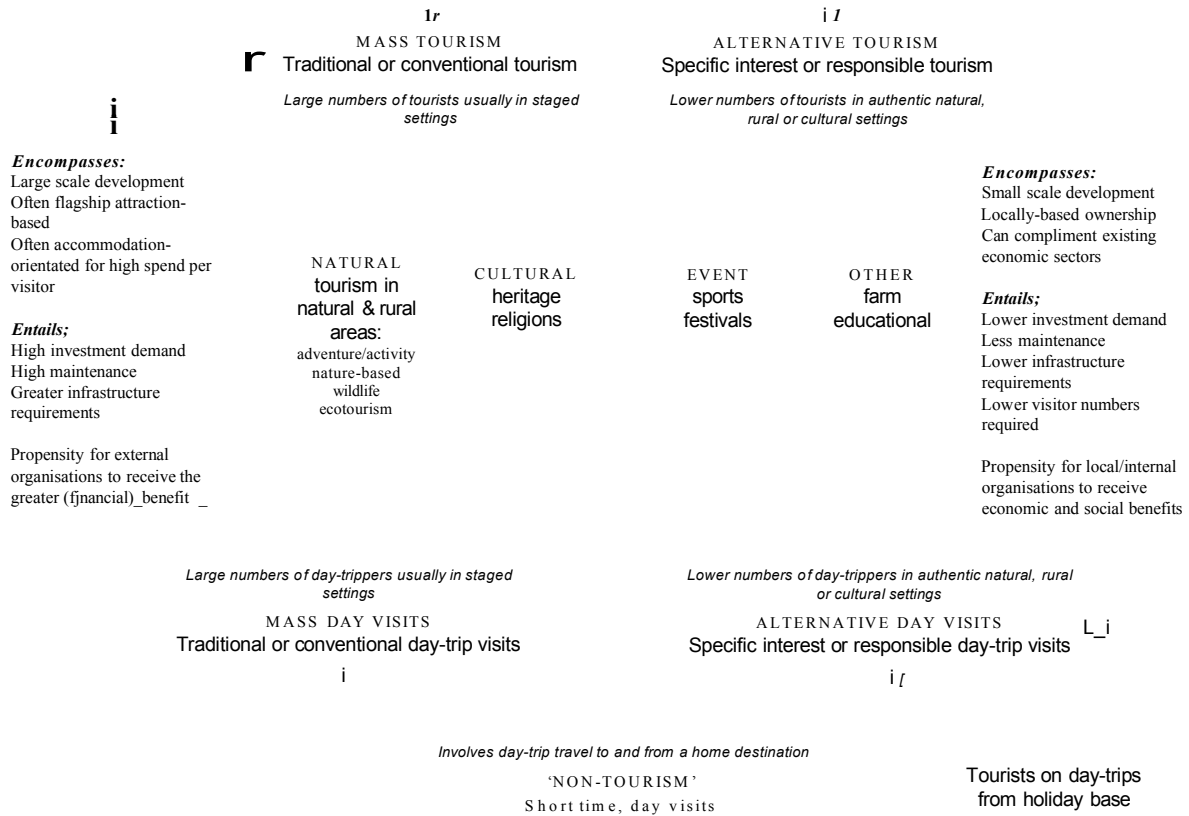 1r
i 1
r
MASS TOURISM
Traditional or conventional tourism
Large numbers of tourists usually in staged
settings
ALTERNATIVE TOURISM
Specific interest or responsible tourism
Lower numbers of tourists in authentic natural,
rural or cultural settings
i
i
Encompasses:
Large scale development
Often flagship attraction-
based
Often accommodation-
orientated for high spend per
visitor
Entails;
High investment demand
High maintenance
Greater infrastructure
requirements
Propensity for external
organisations to receive the
greater (fjnancial)_benefit _
NATURAL
tourism in
natural & rural
areas:
adventure/activity
nature-based
wildlife
ecotourism
CULTURAL
heritage
religions
EVENT
sports
festivals
OTHER
farm
educational
Encompasses:
Small scale development
Locally-based ownership
Can compliment existing
economic sectors
Entails;
Lower investment demand
Less maintenance
Lower infrastructure
requirements
Lower visitor numbers
required
Propensity for local/internal
organisations to receive
economic and social benefits
Large numbers of day-trippers usually in staged
settings
MASS DAY VISITS
Traditional or conventional day-trip visits
i
Lower numbers of day-trippers in authentic natural, rural
or cultural settings
ALTERNATIVE DAY VISITS
Specific interest or responsible day-trip visits
L_i
i [
Involves day-trip travel to and from a home destination
‘NON-TOURISM’
Short time, day visits
Tourists on day-trips
from holiday base